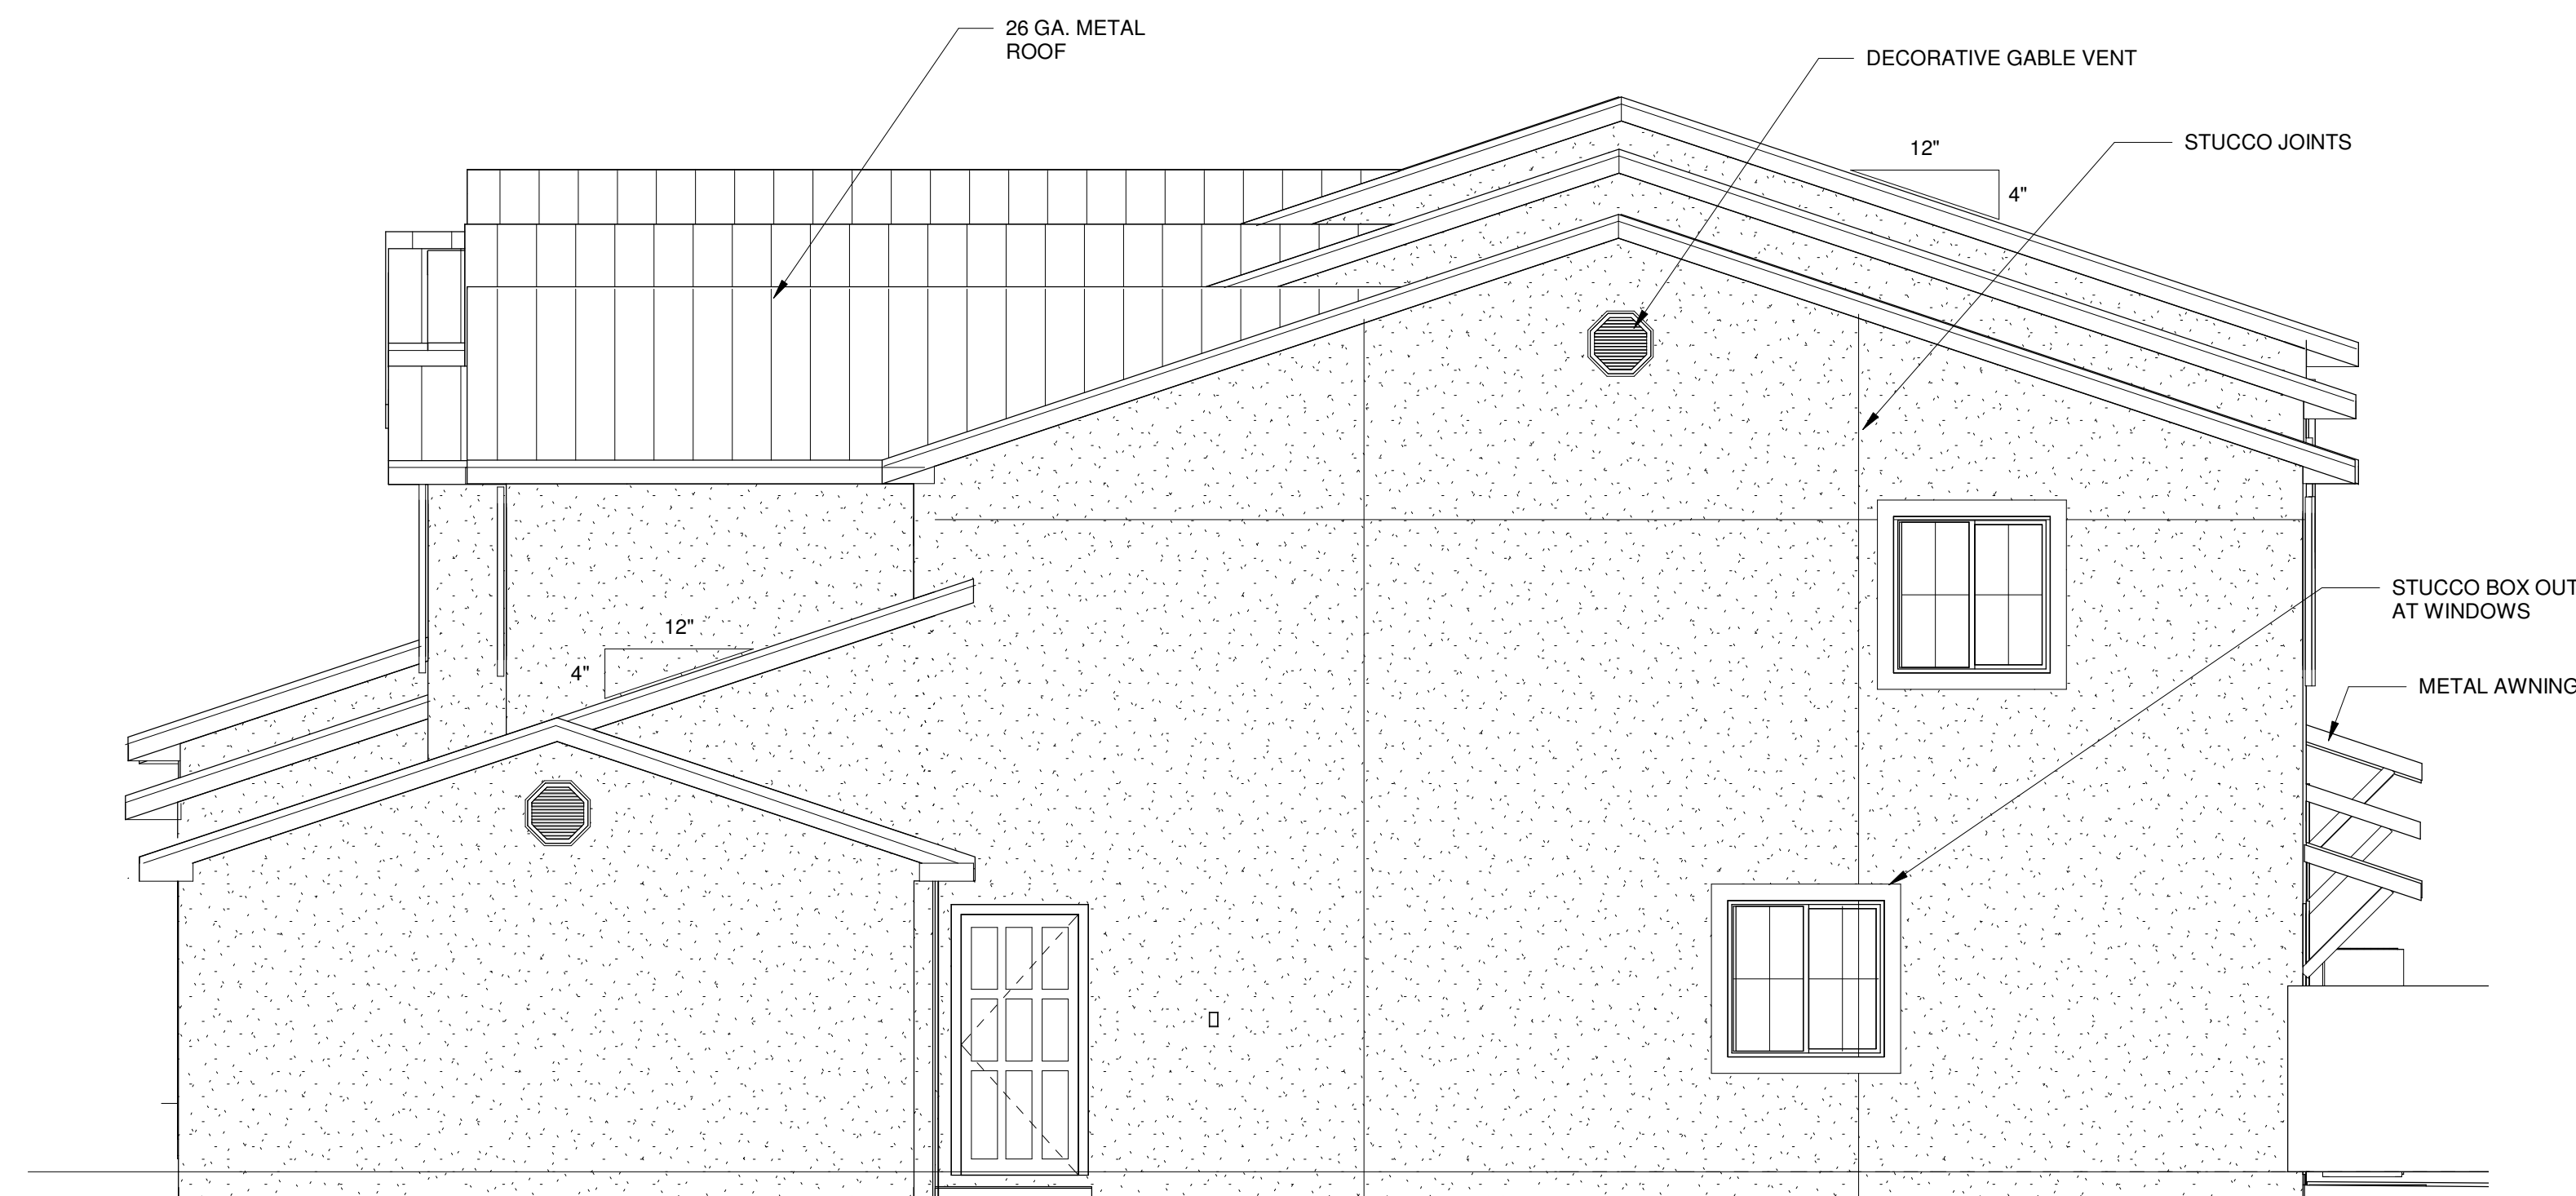 26 GA. METAL
ROOF
DECORATIVE GABLE VENT
12"
4"
STUCCO JOINTS
STUCCO BOX OUT
AT WINDOWS
12"
4"
METAL AWNING